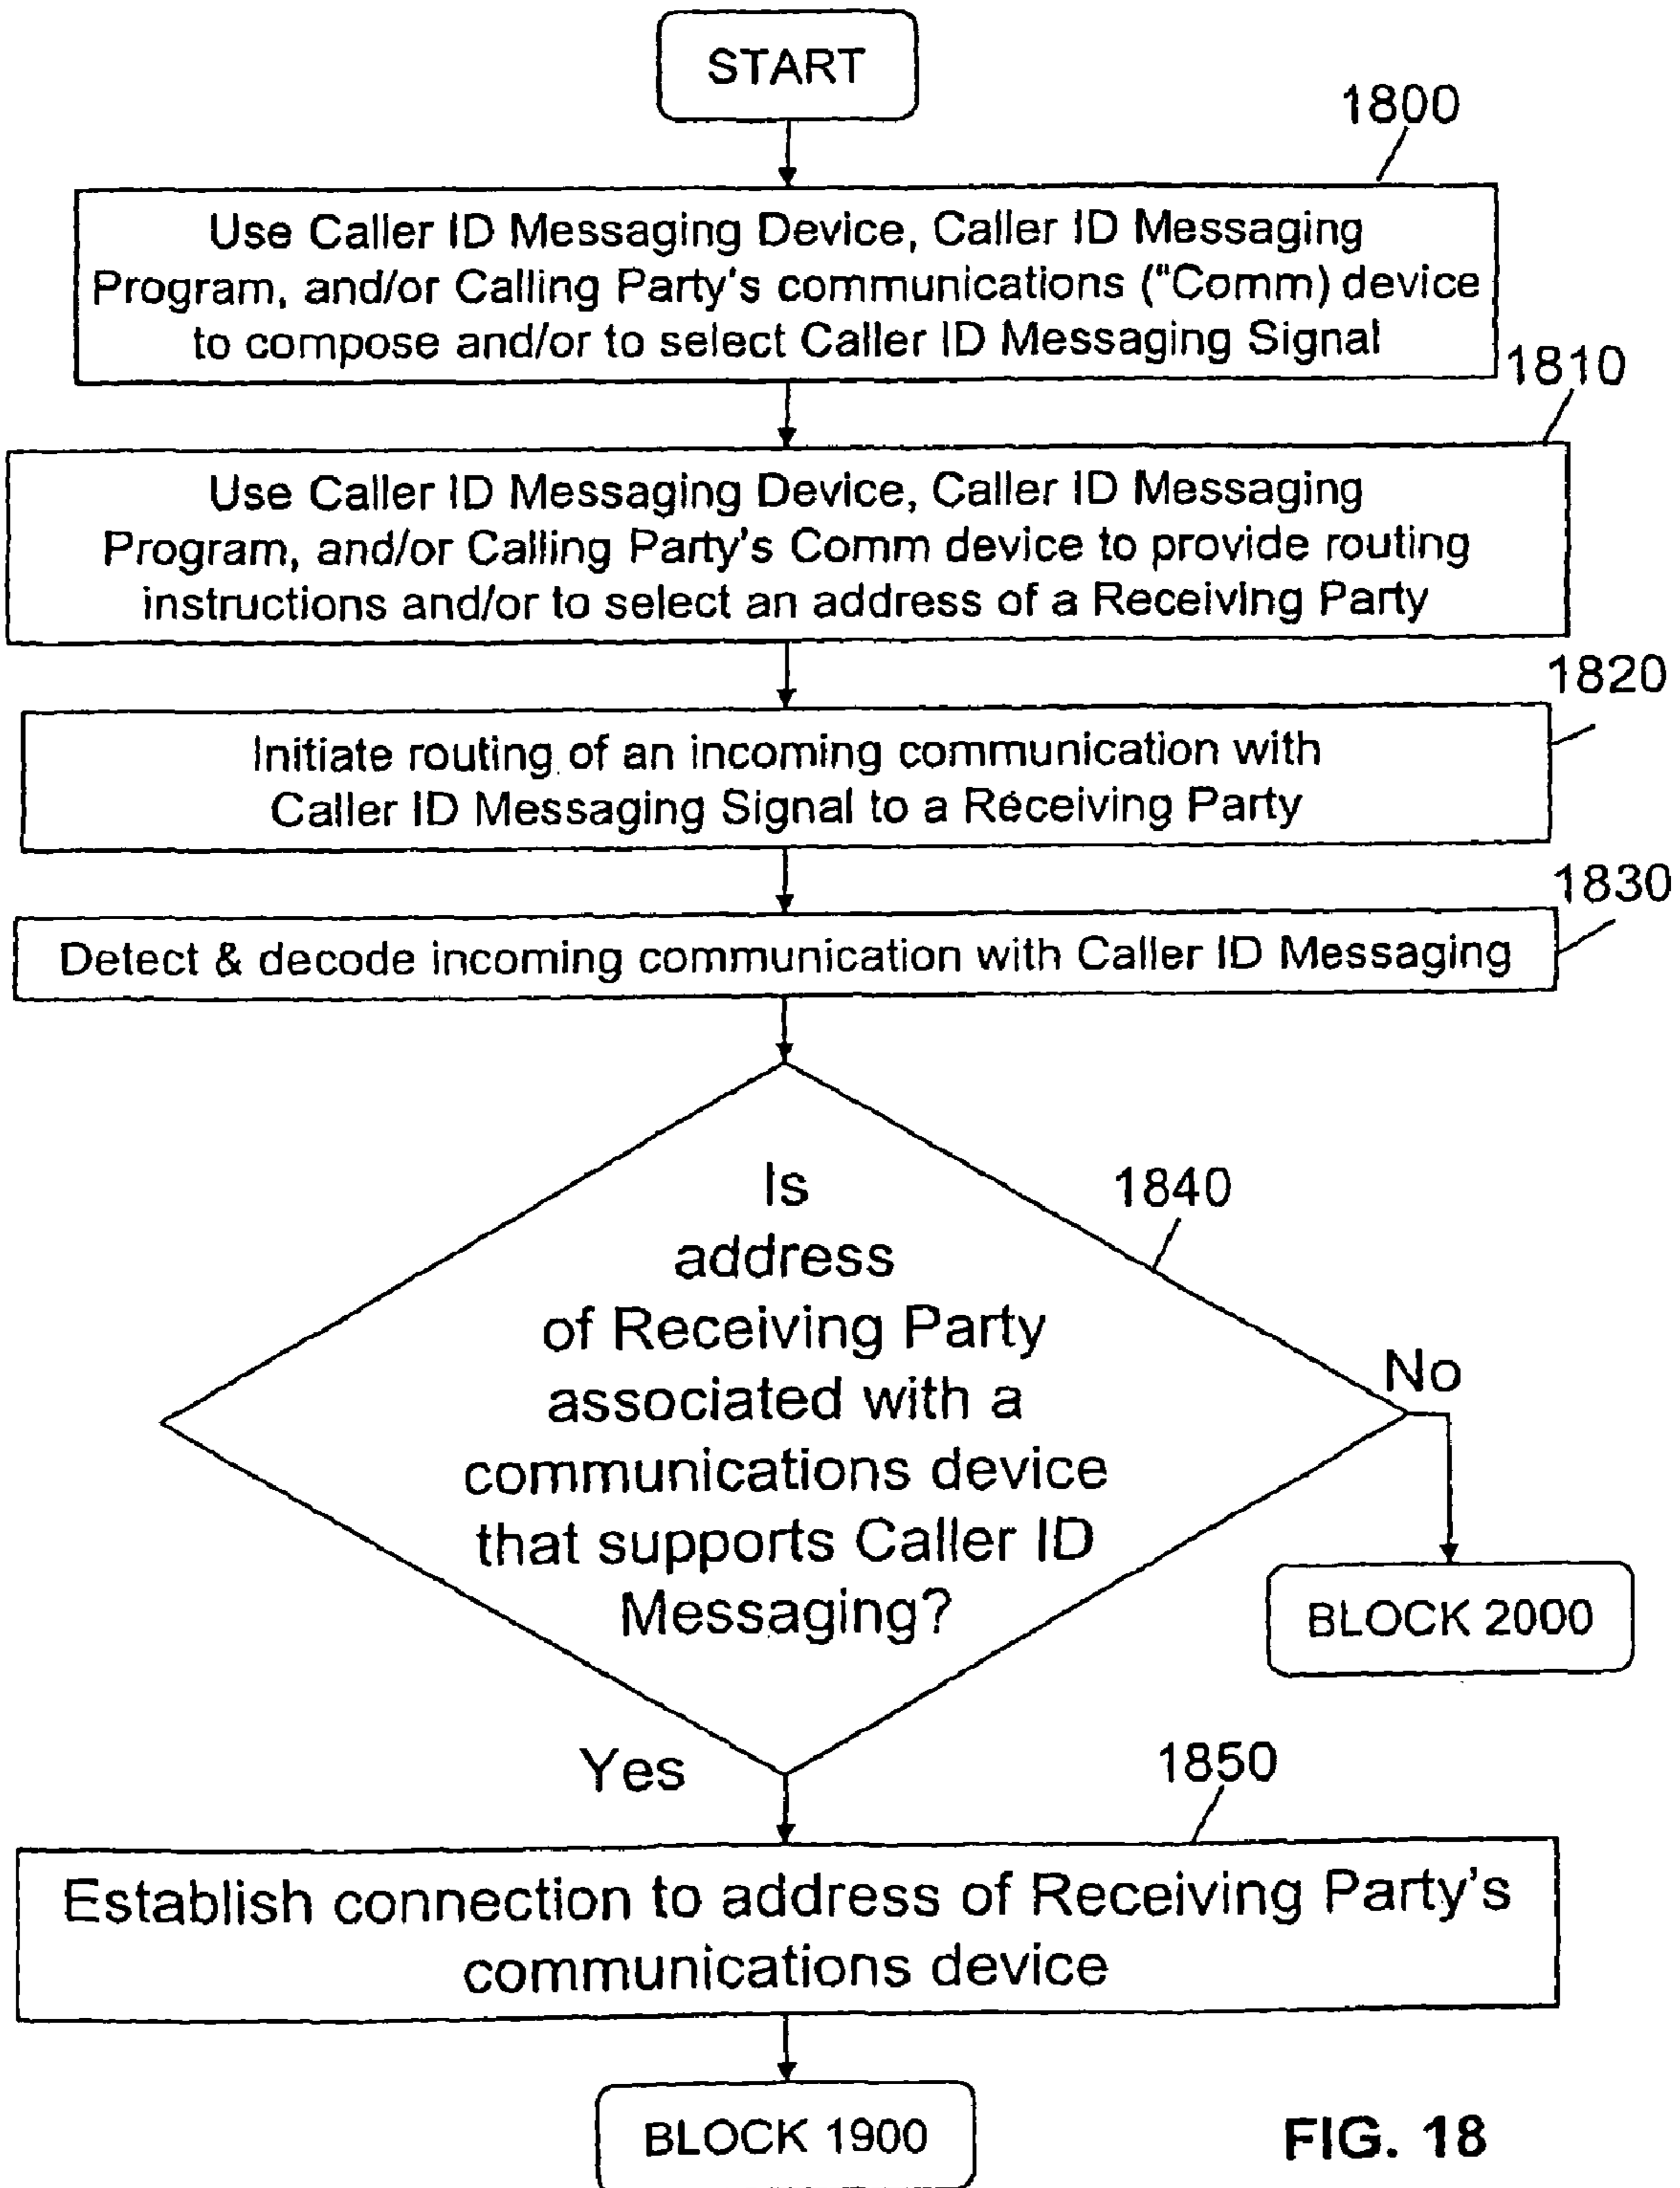 START
1800
Use Caller ID Messaging Device, Caller ID Messaging
Program, and/or Calling Party's communications ("Comm) device
to compose and/or to select Caller ID Messaging Signal
1810
Use Caller ID Messaging Device, Caller ID Messaging
Program, and/or Calling Party's Comm device to provide routing
instructions and/or to select an address of a Receiving Party
1820
Initiate routing of an incoming communication with
Caller ID Messaging Signal to a Receiving Party
1830
Detect & decode incoming communication with Caller ID Messaging
1840
Is
address
of Receiving Party
associated with a
communications device
that supports Caller ID
Messaging?
No
BLOCK 2000
Yes
1850
Establish connection to address of Receiving Party's
communications device
BLOCK 1900
FIG. 18